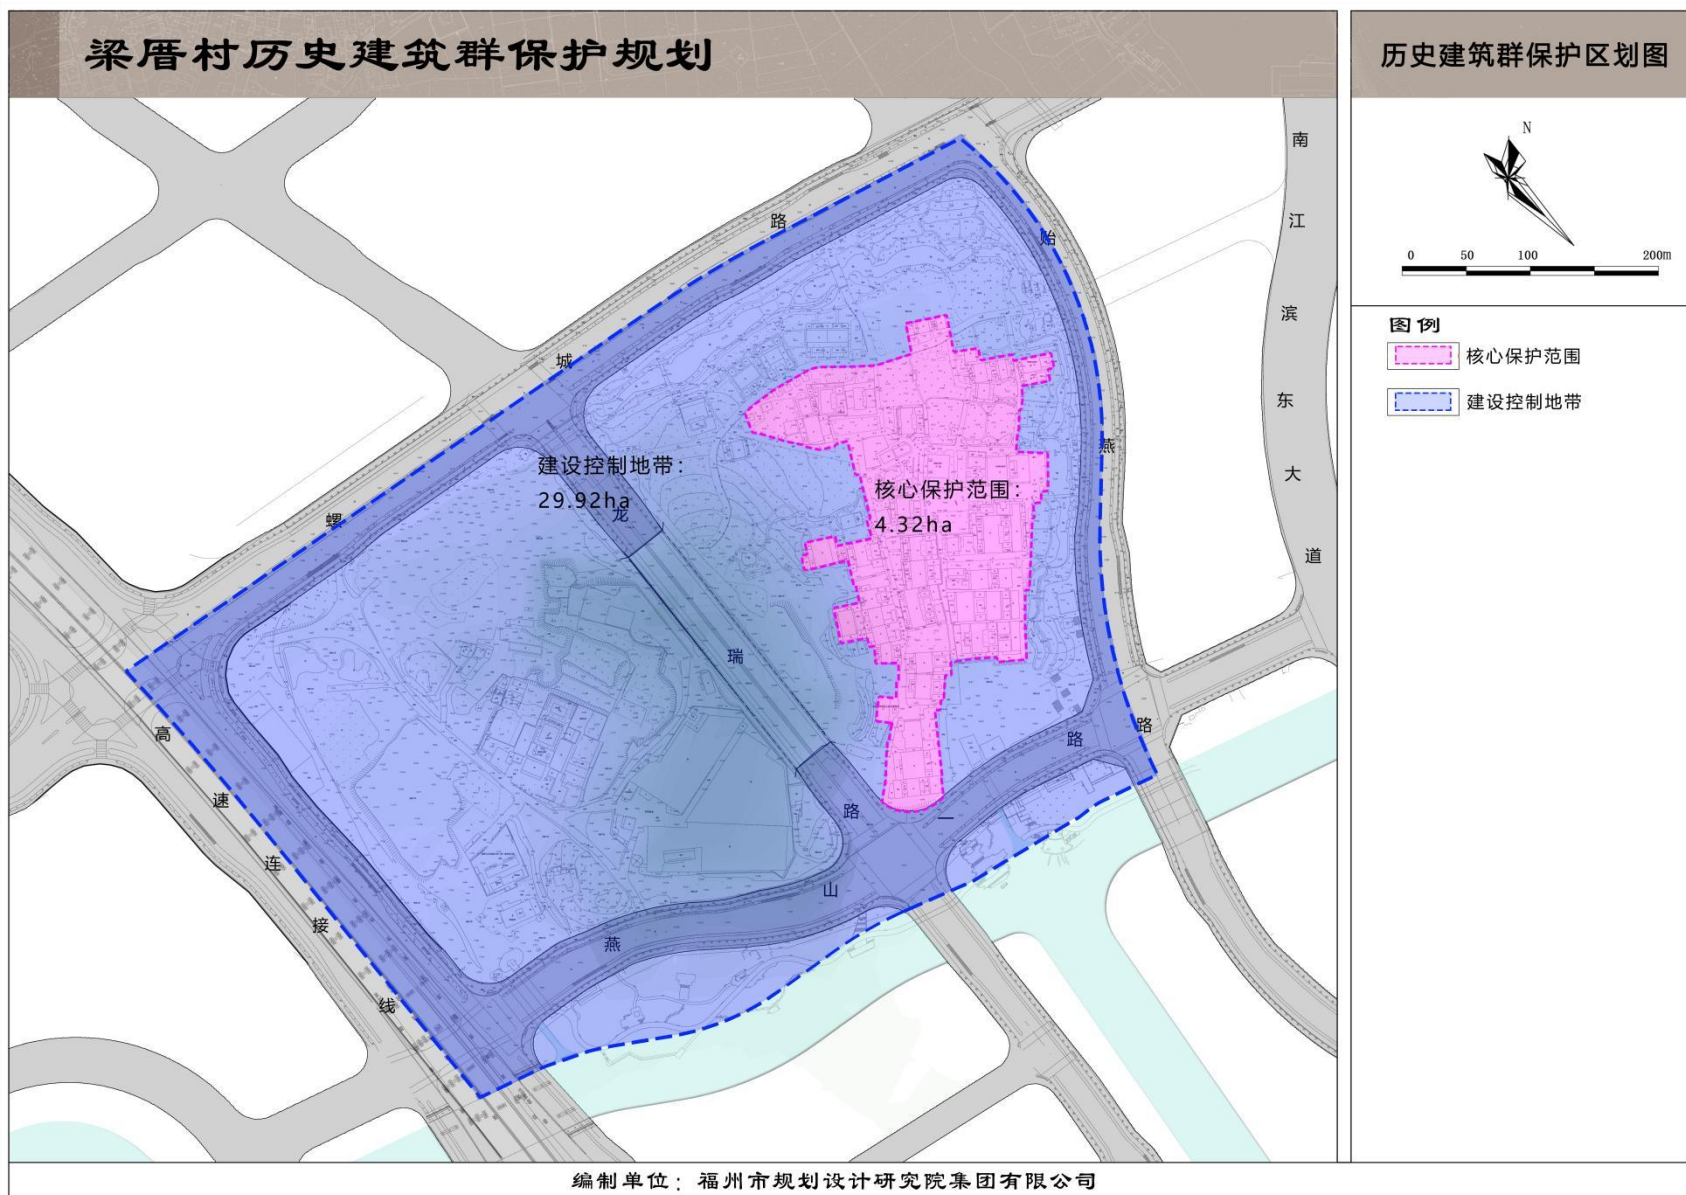 梁厝村历史建筑群保护规划
历史建筑群保护区划图
N
0 50 100 200m
图例
核心保护范围
建设控制地带
南江滨东大道
螺城路
贻燕路
建设控制地带：
29.92ha
核心保护范围：
4.32ha
龙瑞路
高速连接线
燕山一路
编制单位：福州市规划设计研究院集团有限公司